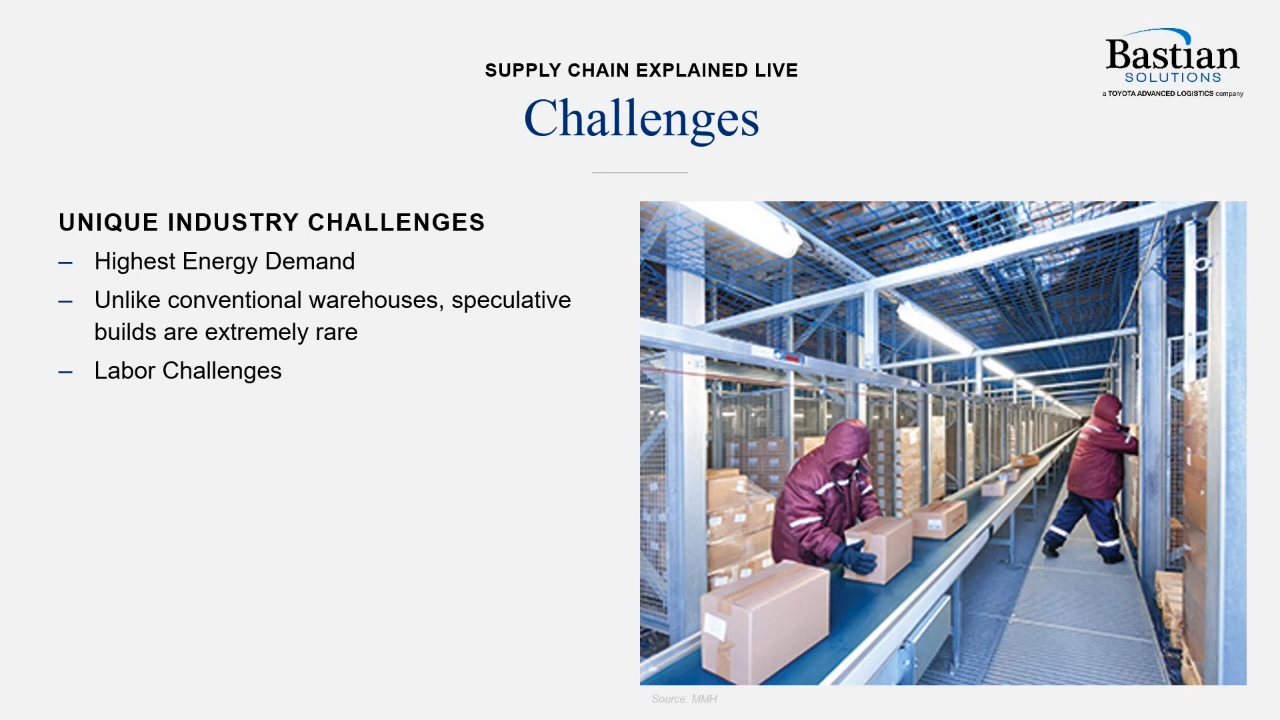 SUPPLY CHAIN EXPLAINED LIVE
Challenges
Bastian
SOLUTIONS
a TOYOTA ADVANCED LOGISTICS company
UNIQUE INDUSTRY CHALLENGES
– Highest Energy Demand
– Unlike conventional warehouses, speculative
builds are extremely rare
– Labor Challenges
Source: MMH